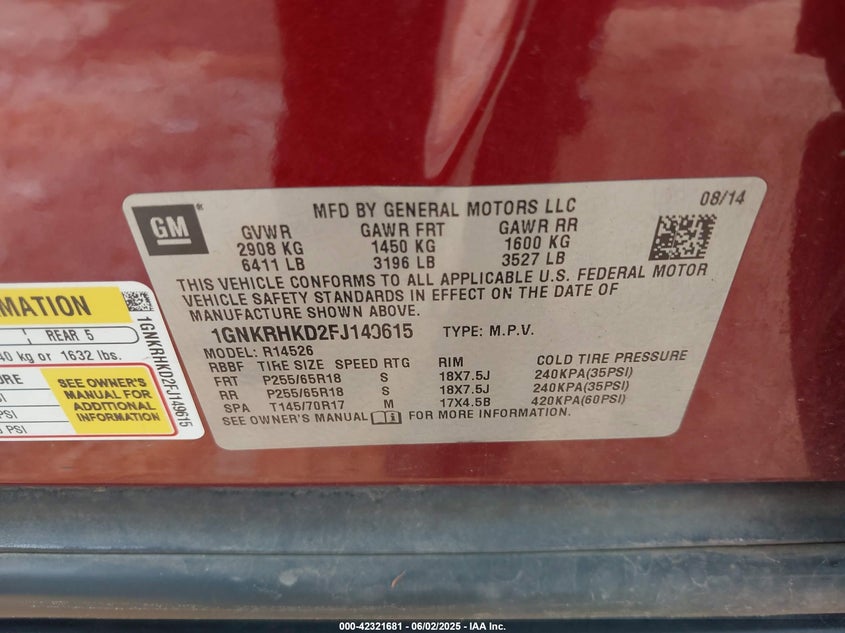 GM
MFD BY GENERAL MOTORS LLC
08/14
GVWR GAWR FRT GAWR RR
2908 KG 1450 KG 1600 KG
6411 LB 3196 LB 3527 LB
THIS VEHICLE CONFORMS TO ALL APPLICABLE U.S. FEDERAL MOTOR
VEHICLE SAFETY STANDARDS IN EFFECT ON THE DATE OF
MANUFACTURE SHOWN ABOVE.
1GNKRHKD2FJ149615 TYPE: M.P.V.
MODEL: R14526
RBBF TIRE SIZE SPEED RTG RIM COLD TIRE PRESSURE
FRT P255/65R18 S 18X7.5J 240KPA(35PSI)
RR P255/65R18 S 18X7.5J 240KPA(35PSI)
SPA T145/70R17 M 17X4.5B 420KPA(60PSI)
SEE OWNER'S MANUAL FOR MORE INFORMATION.
REAR 5
kg or 1632 lbs.
SEE OWNER'S
MANUAL FOR
ADDITIONAL
INFORMATION
PSI
PSI
PSI
1GNKRHKD2FJ149615
000-42321681 - 06/02/2025 - IAA Inc.